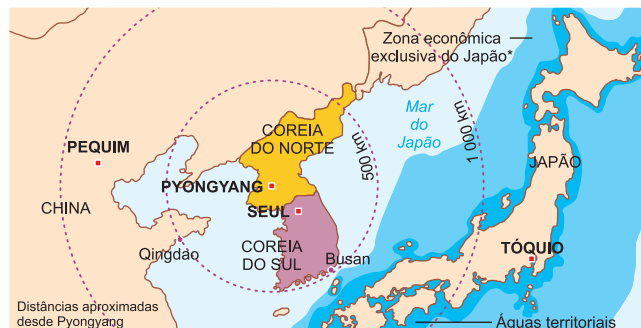 Zona econômica
exclusiva do Japão*
Mar
do
Japão
1 000 km
500 km
COREIA
DO NORTE
PEQUIM
JAPÃO
PYONGYANG
CHINA
SEUL
COREIA
DO SUL
Qingdao
Busan
TÓQUIO
Distâncias aproximadas
desde Pyongyang
Águas territoriais